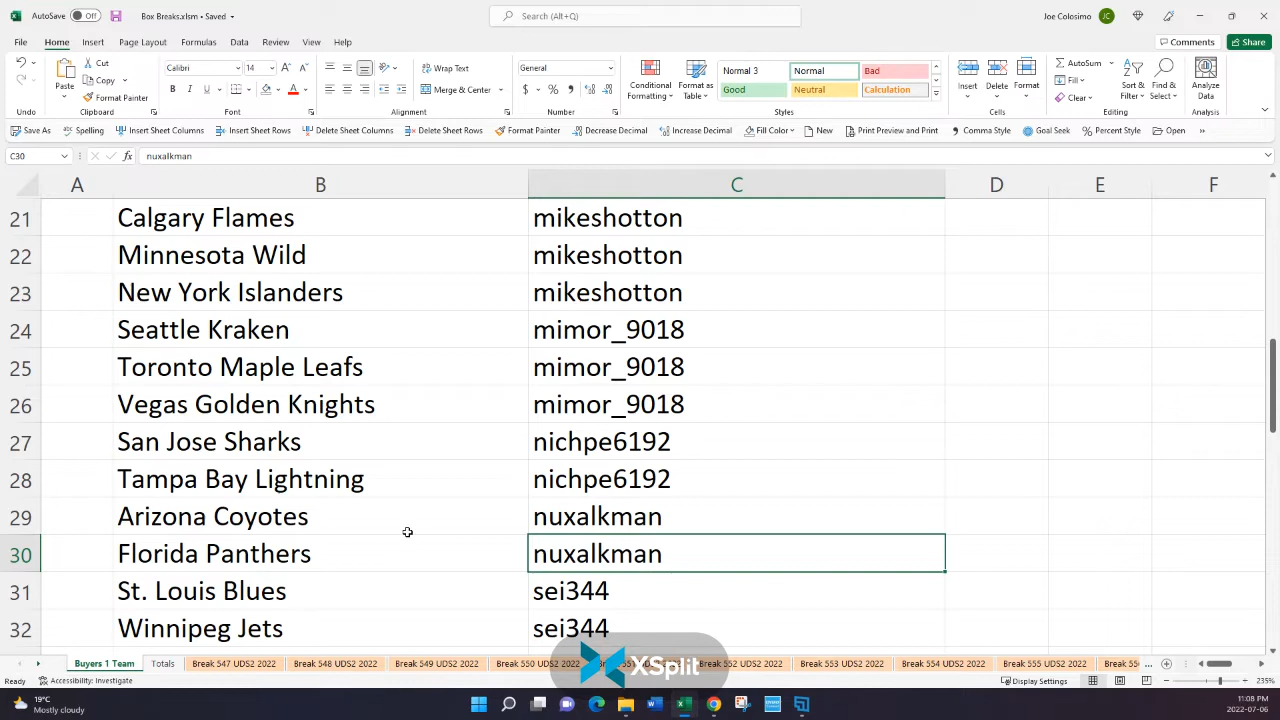 AutoSave Off Box Breaks.xlsm • Saved Search (Alt+Q) Joe Colosimo JC
File Home Insert Page Layout Formulas Data Review View Help Comments Share
Undo
Paste Cut Copy Format Painter
Clipboard
Calibri 14
B I U
Font
Wrap Text
Merge & Center
Alignment
General
$ % ,
Number
Conditional Formatting Format as Table
Normal 3 Normal Bad
Good Neutral Calculation
Styles
Insert Delete Format
Cells
AutoSum
Fill
Clear
Sort & Filter Find & Select
Editing
Analyze Data
Analysis
Save As Spelling Insert Sheet Columns Insert Sheet Rows Delete Sheet Columns Delete Sheet Rows Format Painter Decrease Decimal Increase Decimal Fill Color New Print Preview and Print Comma Style Goal Seek Percent Style Open
C30 fx nuxalkman
A B C D E F
21 Calgary Flames mikeshotton
22 Minnesota Wild mikeshotton
23 New York Islanders mikeshotton
24 Seattle Kraken mimor_9018
25 Toronto Maple Leafs mimor_9018
26 Vegas Golden Knights mimor_9018
27 San Jose Sharks nichpe6192
28 Tampa Bay Lightning nichpe6192
29 Arizona Coyotes nuxalkman
30 Florida Panthers nuxalkman
31 St. Louis Blues sei344
32 Winnipeg Jets sei344
XSplit
Buyers 1 Team Totals Break 547 UDS2 2022 Break 548 UDS2 2022 Break 549 UDS2 2022 Break 550 UDS2 2022 Break 552 UDS2 2022 Break 553 UDS2 2022 Break 554 UDS2 2022 Break 555 UDS2 2022
Ready Accessibility: Investigate Display Settings 235%
19°C
Mostly cloudy
11:08 PM
2022-07-06